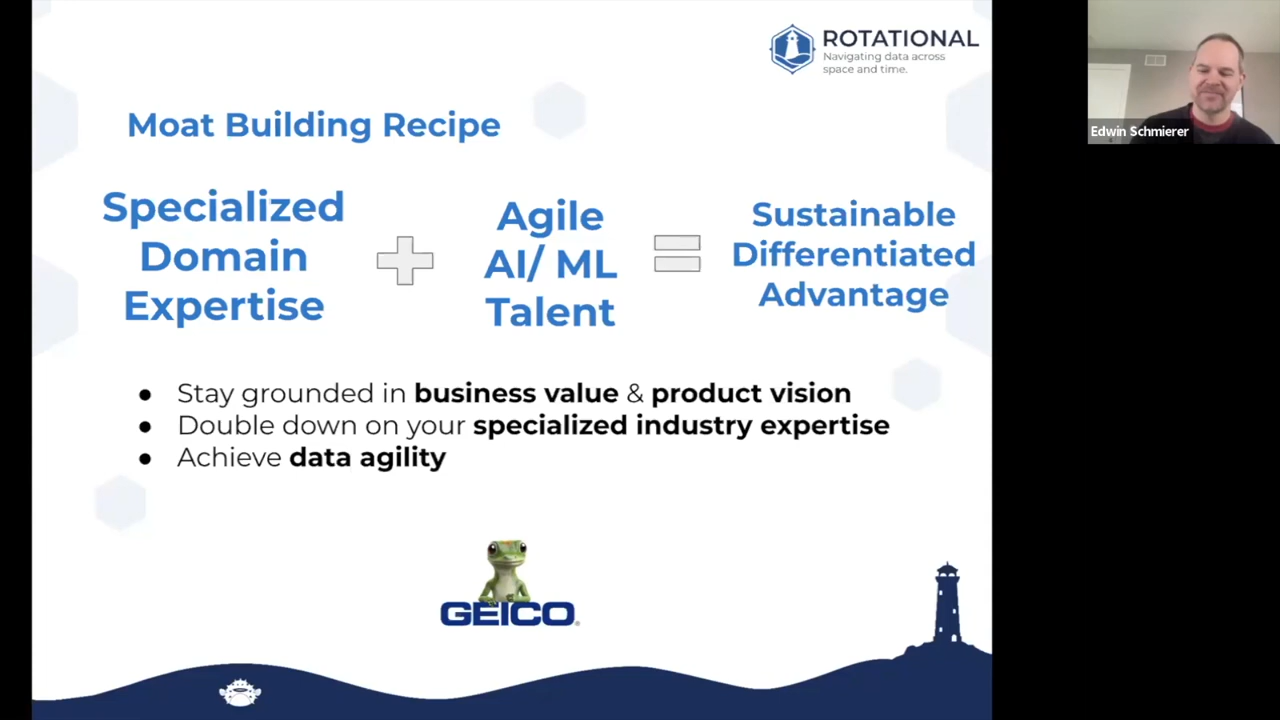 ROTATIONAL
Navigating data across
space and time.
Edwin Schmierer
Moat Building Recipe
Specialized
Domain
Expertise
Agile
AI/ ML
Talent
Sustainable
Differentiated
Advantage
● Stay grounded in business value & product vision
● Double down on your specialized industry expertise
● Achieve data agility
GEICO®